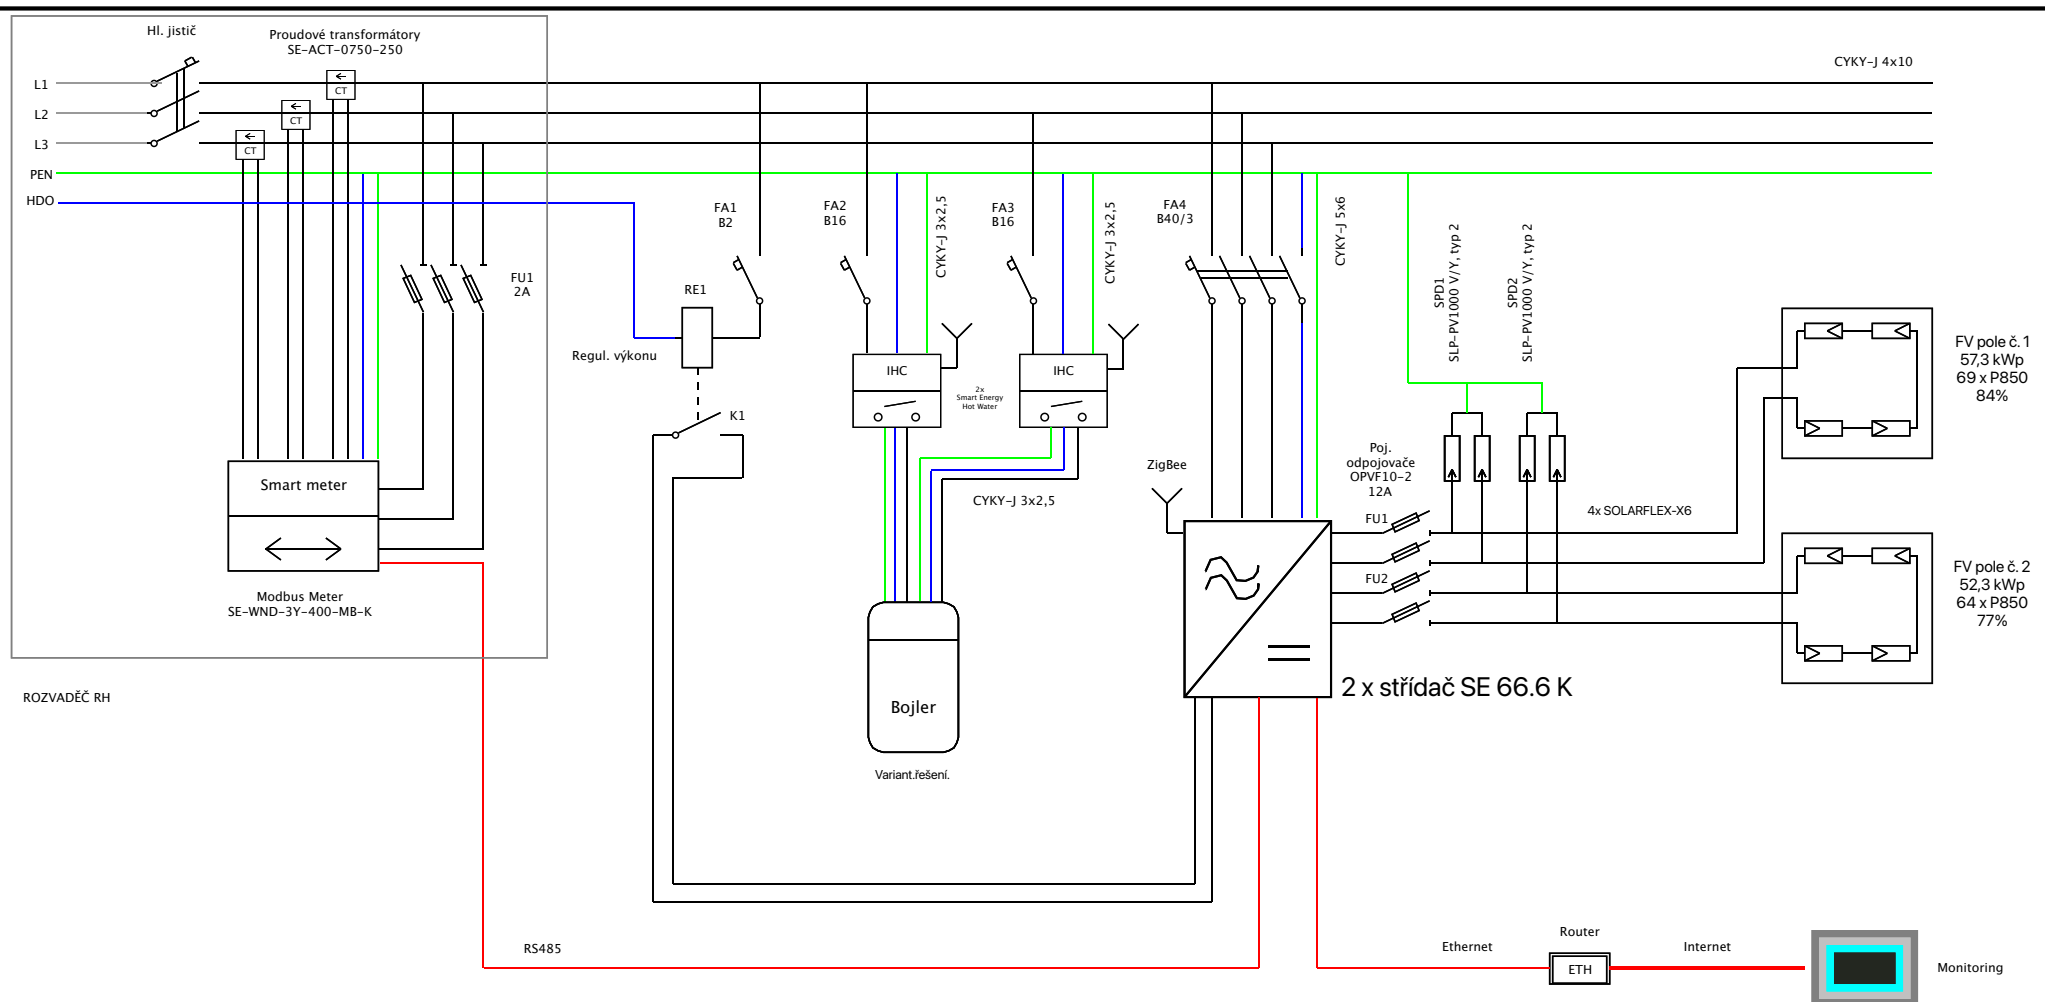 Hl. jistič
Proudové transformátory
SE-ACT-0750-250
CYKY-J 4x10
L1
CT
L2
CT
L3
CT
PEN
HDO
FA1
B2
FA2
B16
CYKY-J 3x2,5
FA3
B16
CYKY-J 3x2,5
FA4
B40/3
CYKY-J 5x6
SPD1
SLP-PV1000 V/Y, typ 2
SPD2
SLP-PV1000 V/Y, typ 2
FU1
2A
RE1
Regul. výkonu
K1
IHC
2x
Smart Energy
Hot Water
IHC
FV pole č. 1
57,3 kWp
69 x P850
84%
Smart meter
CYKY-J 3x2,5
ZigBee
Poj.
odpojovače
OPVF10-2
12A
FU1
FU2
4x SOLARFLEX-X6
FV pole č. 2
52,3 kWp
64 x P850
77%
Modbus Meter
SE-WND-3Y-400-MB-K
ROZVADĚČ RH
Bojler
Variant.řešení.
2 x střídač SE 66.6 K
RS485
Ethernet
Router
ETH
Internet
Monitoring